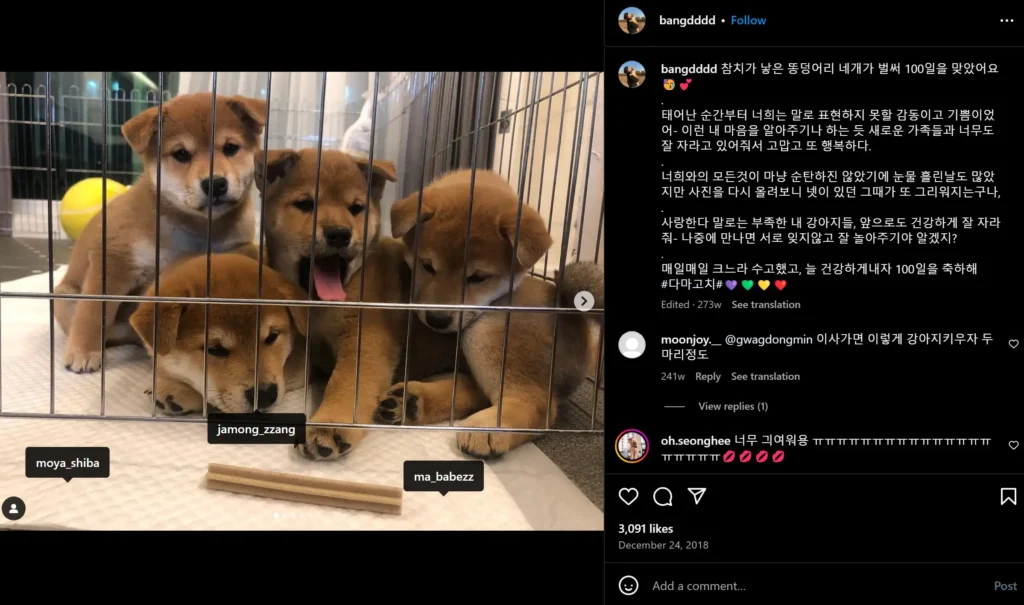 bangdddd • Follow
bangdddd 참치가 낳은 똥덩어리 네개가 벌써 100일을 맞았어요
🥳 💕
.
태어난 순간부터 너희는 말로 표현하지 못할 감동이고 기쁨이었
어- 이런 내 마음을 알아주기나 하는 듯 새로운 가족들과 너무도
잘 자라고 있어줘서 고맙고 또 행복하다.
.
너희와의 모든것이 마냥 순탄하진 않았기에 눈물 흘린날도 많았
지만 사진을 다시 올려보니 넷이 있던 그때가 또 그리워지는구나,
.
사랑한다 말로는 부족한 내 강아지들, 앞으로도 건강하게 잘 자라
줘- 나중에 만나면 서로 잊지않고 잘 놀아주기야 알겠지?
.
매일매일 크느라 수고했고, 늘 건강하게내자 100일을 축하해
#다마고치#💜💚💛❤️
Edited · 273w See translation
moonjoy.__ @gwagdongmin 이사가면 이렇게 강아지키우자 두
마리정도
241w Reply See translation
View replies (1)
oh.seonghee 너무 긔여워용 ㅠㅠㅠㅠㅠㅠㅠㅠㅠㅠㅠㅠㅠㅠㅠ
ㅠㅠㅠㅠㅠ💋💋💋💋
3,091 likes
December 24, 2018
Add a comment... Post
jamong_zzang
moya_shiba
ma_babezz